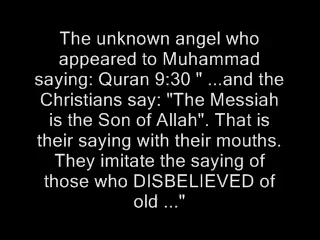 The unknown angel who
appeared to Muhammad
saying: Quran 9:30 " ...and the
Christians say: "The Messiah
is the Son of Allah". That is
their saying with their mouths.
They imitate the saying of
those who DISBELIEVED of
old ..."